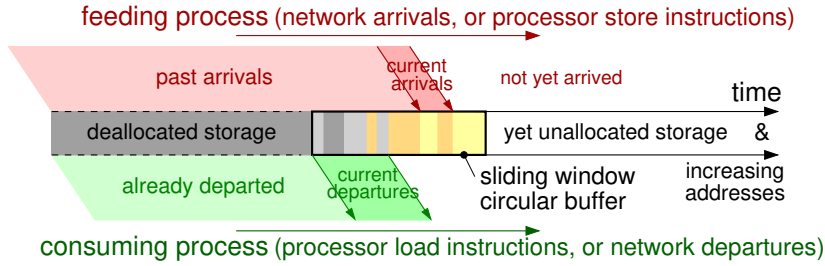 feeding process (network arrivals, or processor store instructions)
past arrivals
current
arrivals
not yet arrived
time
deallocated storage
yet unallocated storage
&
already departed
current
departures
sliding window
circular buffer
increasing
addresses
consuming process (processor load instructions, or network departures)